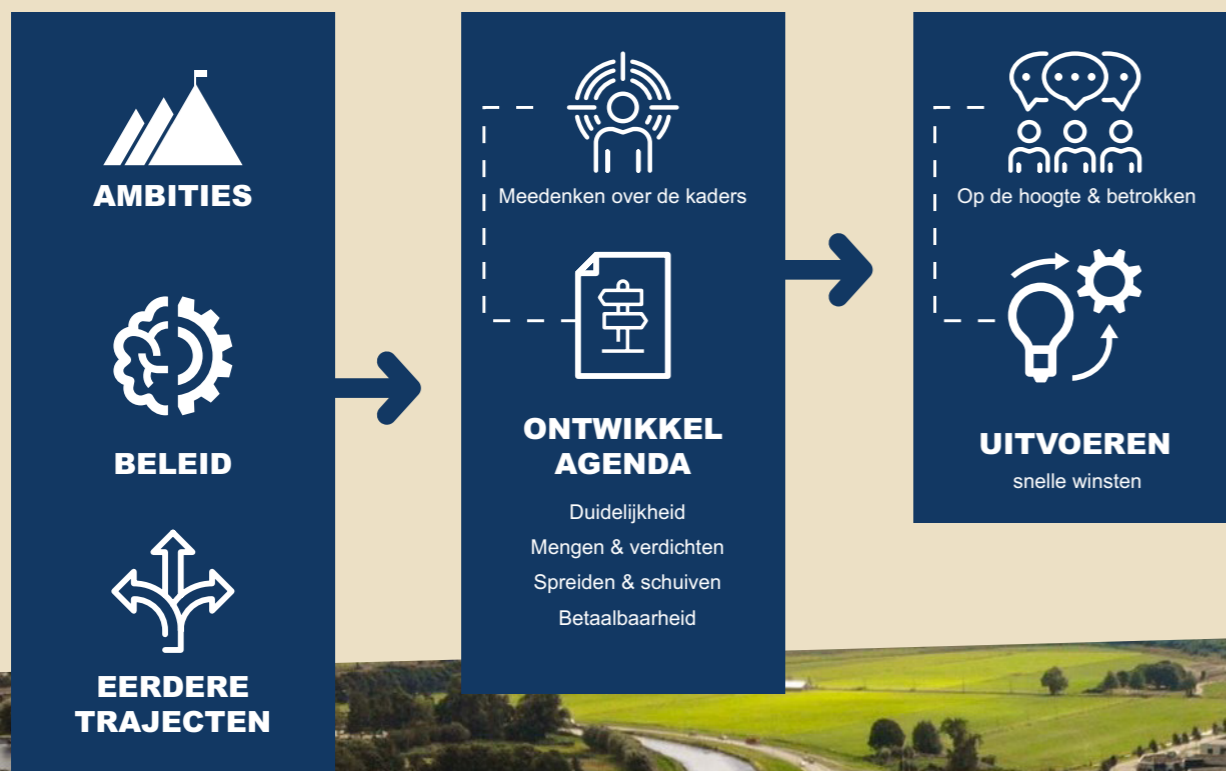 AMBITIES
BELEID
EERDERE
TRAJECTEN
Meedenken over de kaders
ONTWIKKEL
AGENDA
Duidelijkheid
Mengen & verdichten
Spreiden & schuiven
Betaalbaarheid
Op de hoogte & betrokken
UITVOEREN
snelle winsten